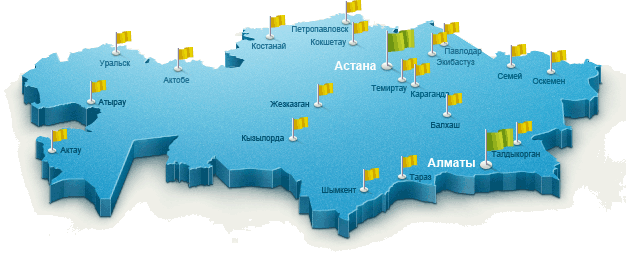 Петропавловск
Костанай
Кокшетау
Павлодар
Уральск
Экибастуз
Астана
Актобе
Семей
Оскемен
Темиртау
Караганда
Атырау
Жезказган
Балхаш
Кызылорда
Актау
Талдыкорган
Алматы
Тараз
Шымкент